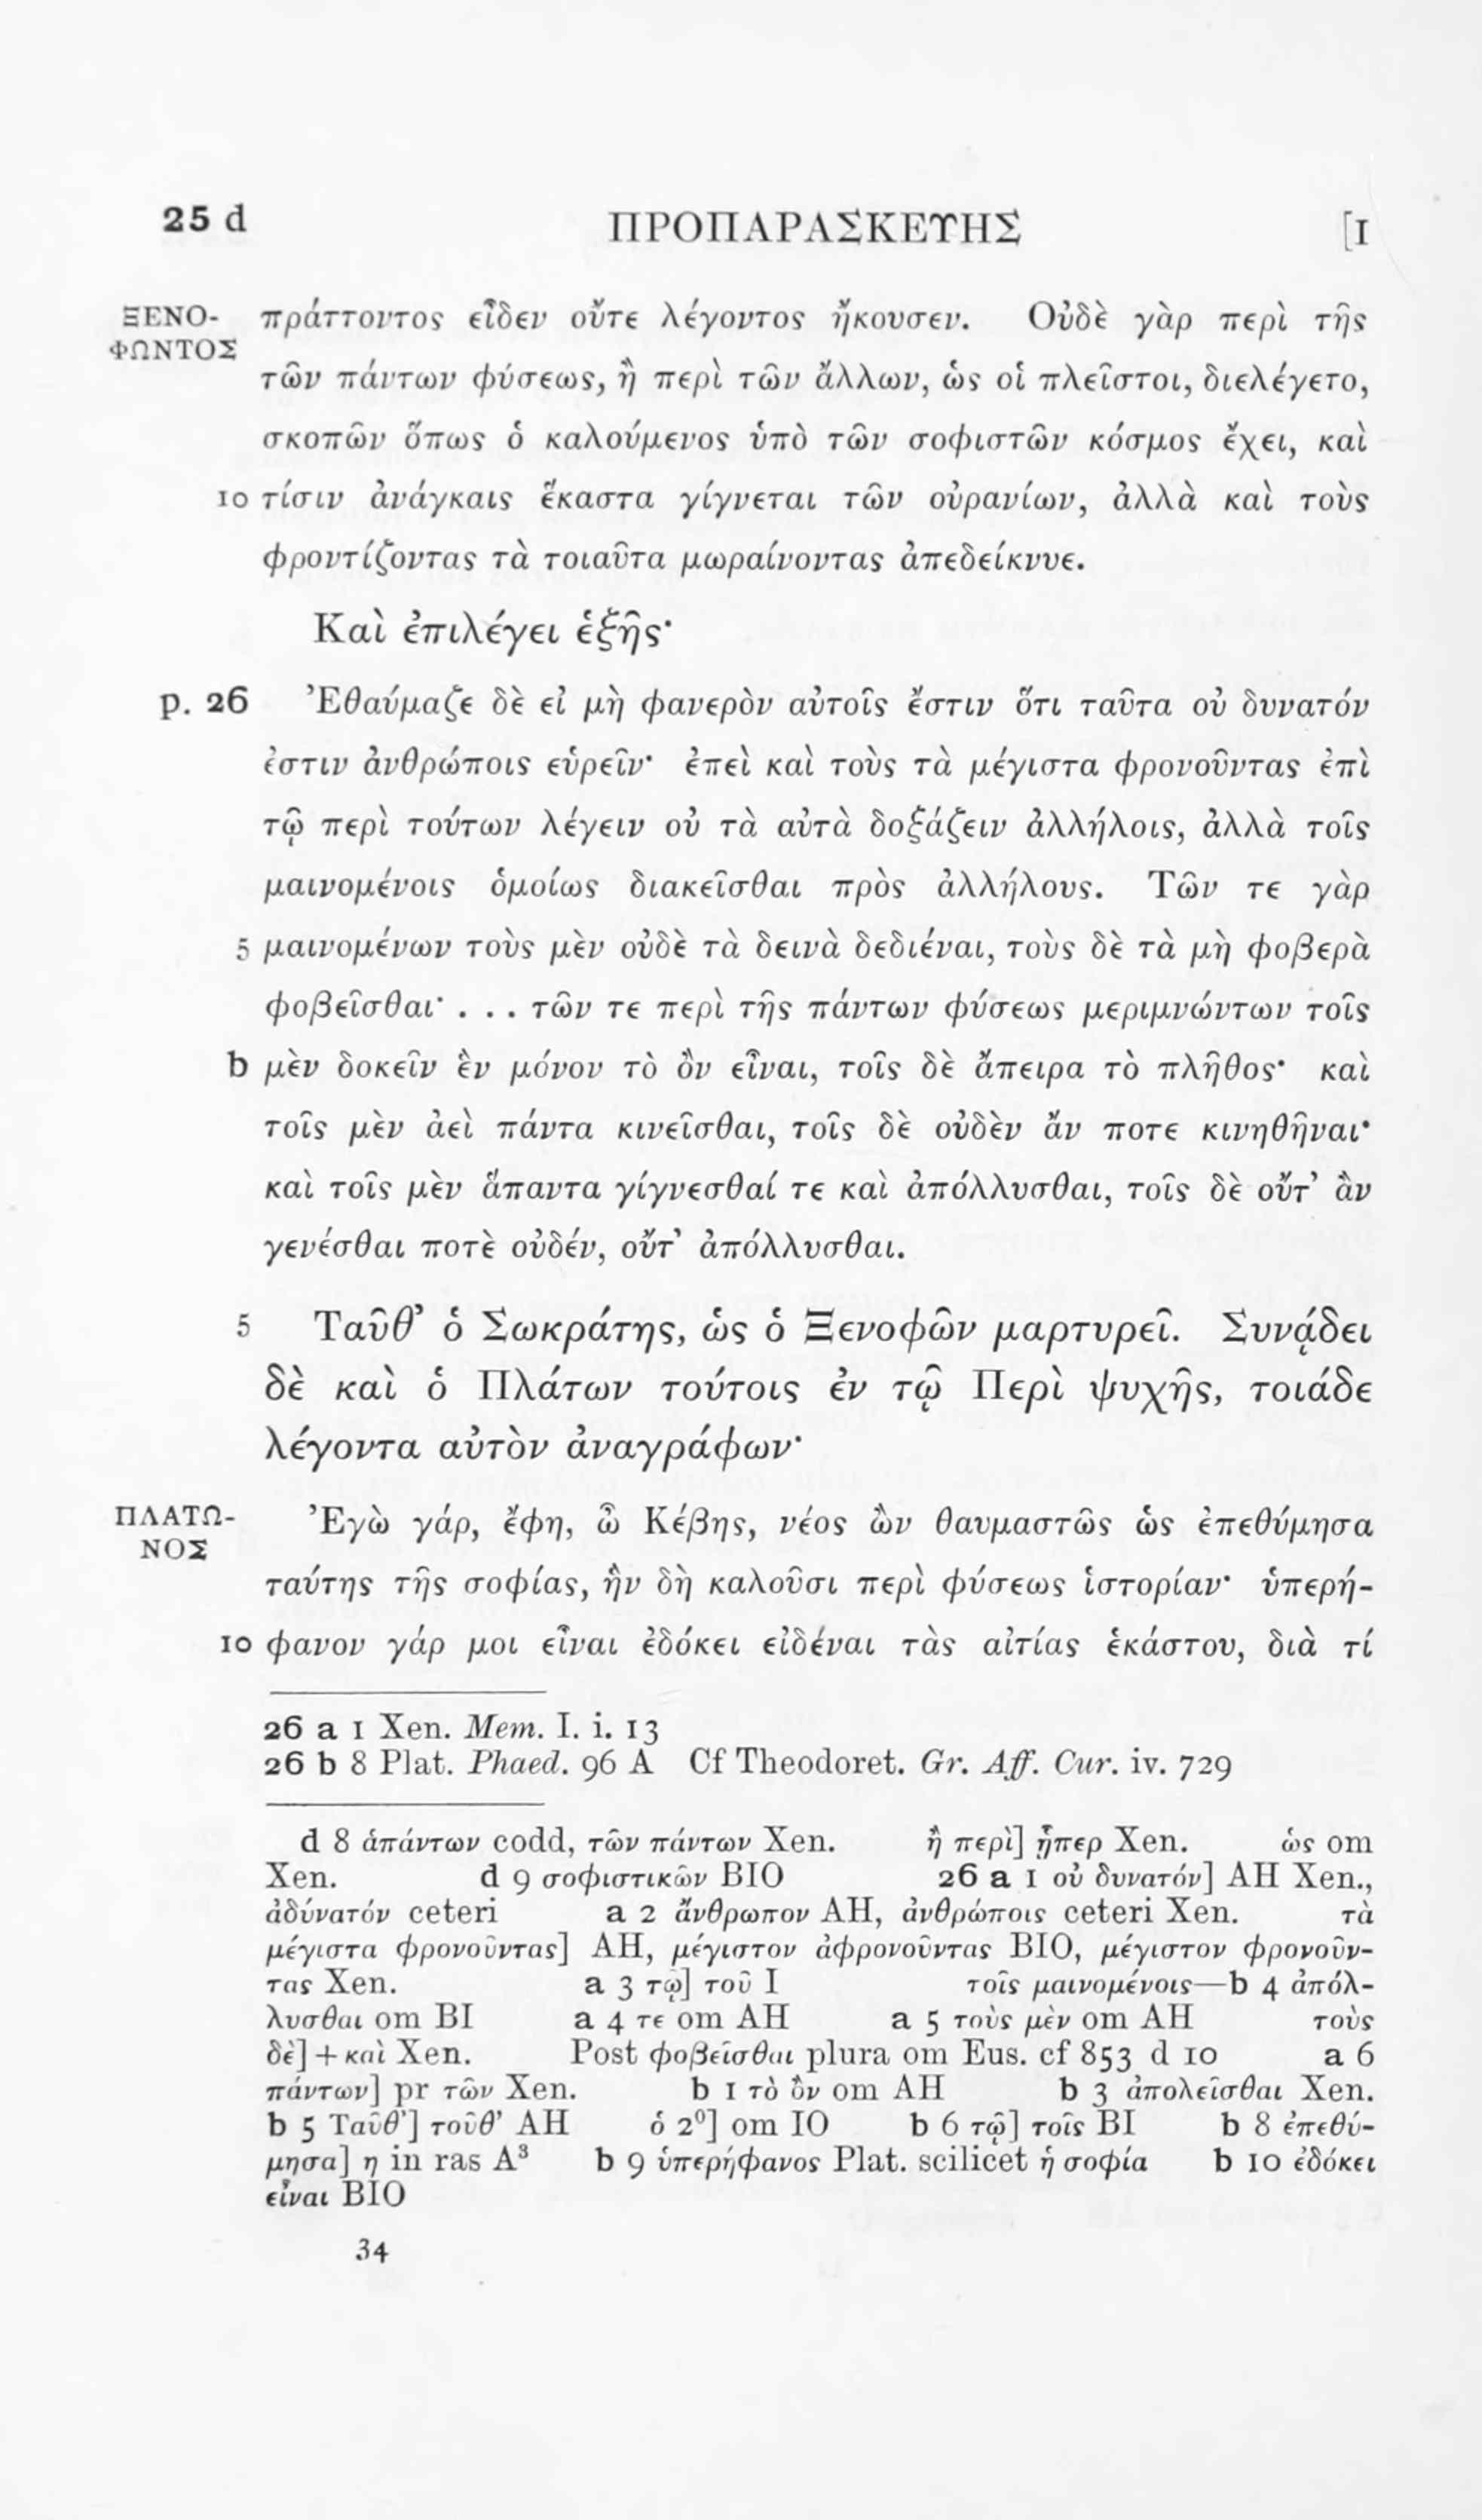 25 d ΠΡΟΠΑΡΑΣΚΕΥΗΣ [I
ΞΕΝΟ- πράττοντος εἶδεν οὔτε λέγοντος ἤκουσεν. Οὐδὲ γὰρ περὶ τῆς
ΦΩΝΤΟΣ
τῶν πάντων φύσεως, ἢ περὶ τῶν ἄλλων, ὡς οἱ πλεῖστοι, διελέγετο,
σκοπῶν ὅπως ὁ καλούμενος ὑπὸ τῶν σοφιστῶν κόσμος ἔχει, καὶ
10 τίσιν ἀνάγκαις ἕκαστα γίγνεται τῶν οὐρανίων, ἀλλὰ καὶ τοὺς
φροντίζοντας τὰ τοιαῦτα μωραίνοντας ἀπεδείκνυε.
Καὶ ἐπιλέγει ἑξῆς·
p. 26 Ἐθαύμαζε δὲ εἰ μὴ φανερὸν αὐτοῖς ἔστιν ὅτι ταῦτα οὐ δυνατόν
ἐστιν ἀνθρώποις εὑρεῖν· ἐπεὶ καὶ τοὺς τὰ μέγιστα φρονοῦντας ἐπὶ
τῷ περὶ τούτων λέγειν οὐ τὰ αὐτὰ δοξάζειν ἀλλήλοις, ἀλλὰ τοῖς
μαινομένοις ὁμοίως διακεῖσθαι πρὸς ἀλλήλους. Τῶν τε γὰρ
5 μαινομένων τοὺς μὲν οὐδὲ τὰ δεινὰ δεδιέναι, τοὺς δὲ τὰ μὴ φοβερὰ
φοβεῖσθαι· . . . τῶν τε περὶ τῆς πάντων φύσεως μεριμνώντων τοῖς
b μὲν δοκεῖν ἓν μόνον τὸ ὂν εἶναι, τοῖς δὲ ἄπειρα τὸ πλῆθος· καὶ
τοῖς μὲν ἀεὶ πάντα κινεῖσθαι, τοῖς δὲ οὐδὲν ἄν ποτε κινηθῆναι·
καὶ τοῖς μὲν ἅπαντα γίγνεσθαί τε καὶ ἀπόλλυσθαι, τοῖς δὲ οὔτ’ ἂν
γενέσθαι ποτὲ οὐδέν, οὔτ’ ἀπόλλυσθαι.
5 Ταῦθ’ ὁ Σωκράτης, ὡς ὁ Ξενοφῶν μαρτυρεῖ. Συνᾴδει
δὲ καὶ ὁ Πλάτων τούτοις ἐν τῷ Περὶ ψυχῆς, τοιάδε
λέγοντα αὐτὸν ἀναγράφων·
ΠΛΑΤΩ- Ἐγὼ γάρ, ἔφη, ὦ Κέβης, νέος ὢν θαυμαστῶς ὡς ἐπεθύμησα
ΝΟΣ
ταύτης τῆς σοφίας, ἣν δὴ καλοῦσι περὶ φύσεως ἱστορίαν· ὑπερή-
10 φανον γάρ μοι εἶναι ἐδόκει εἰδέναι τὰς αἰτίας ἑκάστου, διὰ τί
26 a 1 Xen. Mem. I. i. 13
26 b 8 Plat. Phaed. 96 A Cf Theodoret. Gr. Aff. Cur. iv. 729
d 8 ἁπάντων codd, τῶν πάντων Xen. ἢ περὶ] ᾗπερ Xen. ὡς om
Xen. d 9 σοφιστικῶν BIO 26 a 1 οὐ δυνατόν] AH Xen.,
ἀδύνατόν ceteri a 2 ἄνθρωπον AH, ἀνθρώποις ceteri Xen. τὰ
μέγιστα φρονοῦντας] AH, μέγιστον ἀφρονοῦντας BIO, μέγιστον φρονοῦν-
τας Xen. a 3 τῷ] τοῦ I τοῖς μαινομένοις—b 4 ἀπόλ-
λυσθαι om BI a 4 τε om AH a 5 τοὺς μὲν om AH τοὺς
δὲ] + καὶ Xen. Post φοβεῖσθαι plura om Eus. cf 853 d 10 a 6
πάντων] pr τῶν Xen. b 1 τὸ ὂν om AH b 3 ἀπολεῖσθαι Xen.
b 5 Ταῦθ’] τοῦθ’ AH ὁ 2⁰] om IO b 6 τῷ] τοῖς BI b 8 ἐπεθύ-
μησα] η in ras A³ b 9 ὑπερήφανος Plat. scilicet ἡ σοφία b 10 ἐδόκει
εἶναι BIO
34